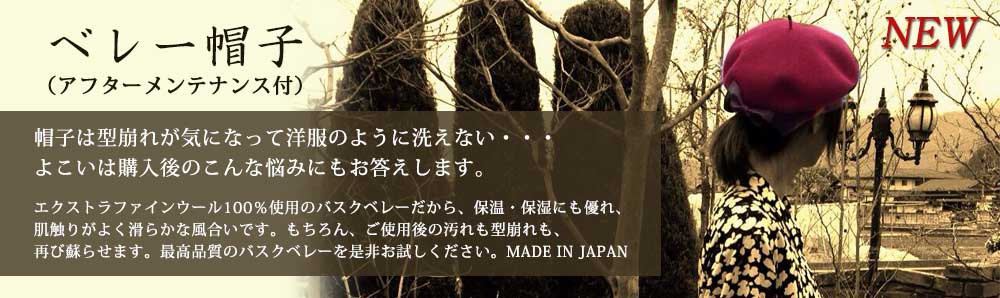 ベレー帽子
NEW
（アフターメンテナンス付）
帽子は型崩れが気になって洋服のように洗えない・・・
よこいは購入後のこんな悩みにもお答えします。
エクストラファインウール100％使用のバスクベレーだから、保温・保湿にも優れ、
肌触りがよく滑らかな風合いです。もちろん、ご使用後の汚れも型崩れも、
再び蘇らせます。最高品質のバスクベレーを是非お試しください。MADE IN JAPAN